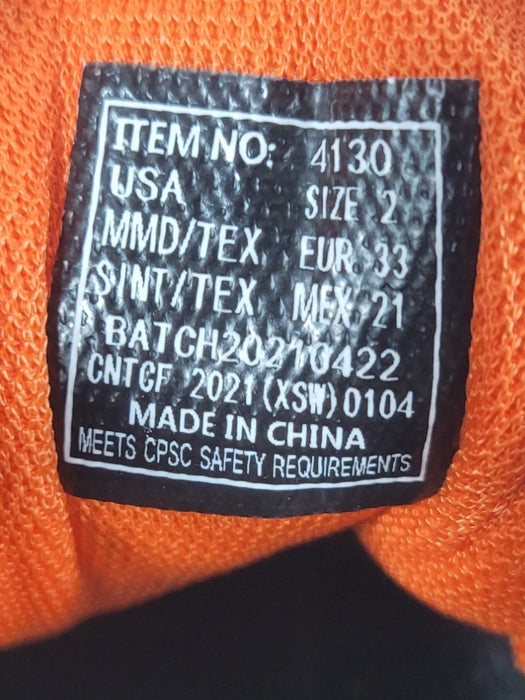 ITEM NO: 4130
USA SIZE 2
MMD/TEX EUR 33
SINT/TEX MEX 21
BATCH20210422
CNTCF 2021(XSW)0104
MADE IN CHINA
MEETS CPSC SAFETY REQUIREMENTS